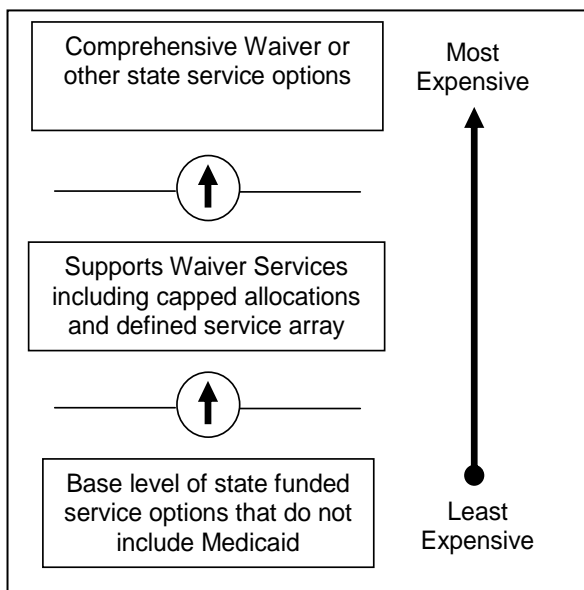 Comprehensive Waiver or
other state service options
Most
Expensive
Supports Waiver Services
including capped allocations
and defined service array
Base level of state funded
service options that do not
include Medicaid
Least
Expensive